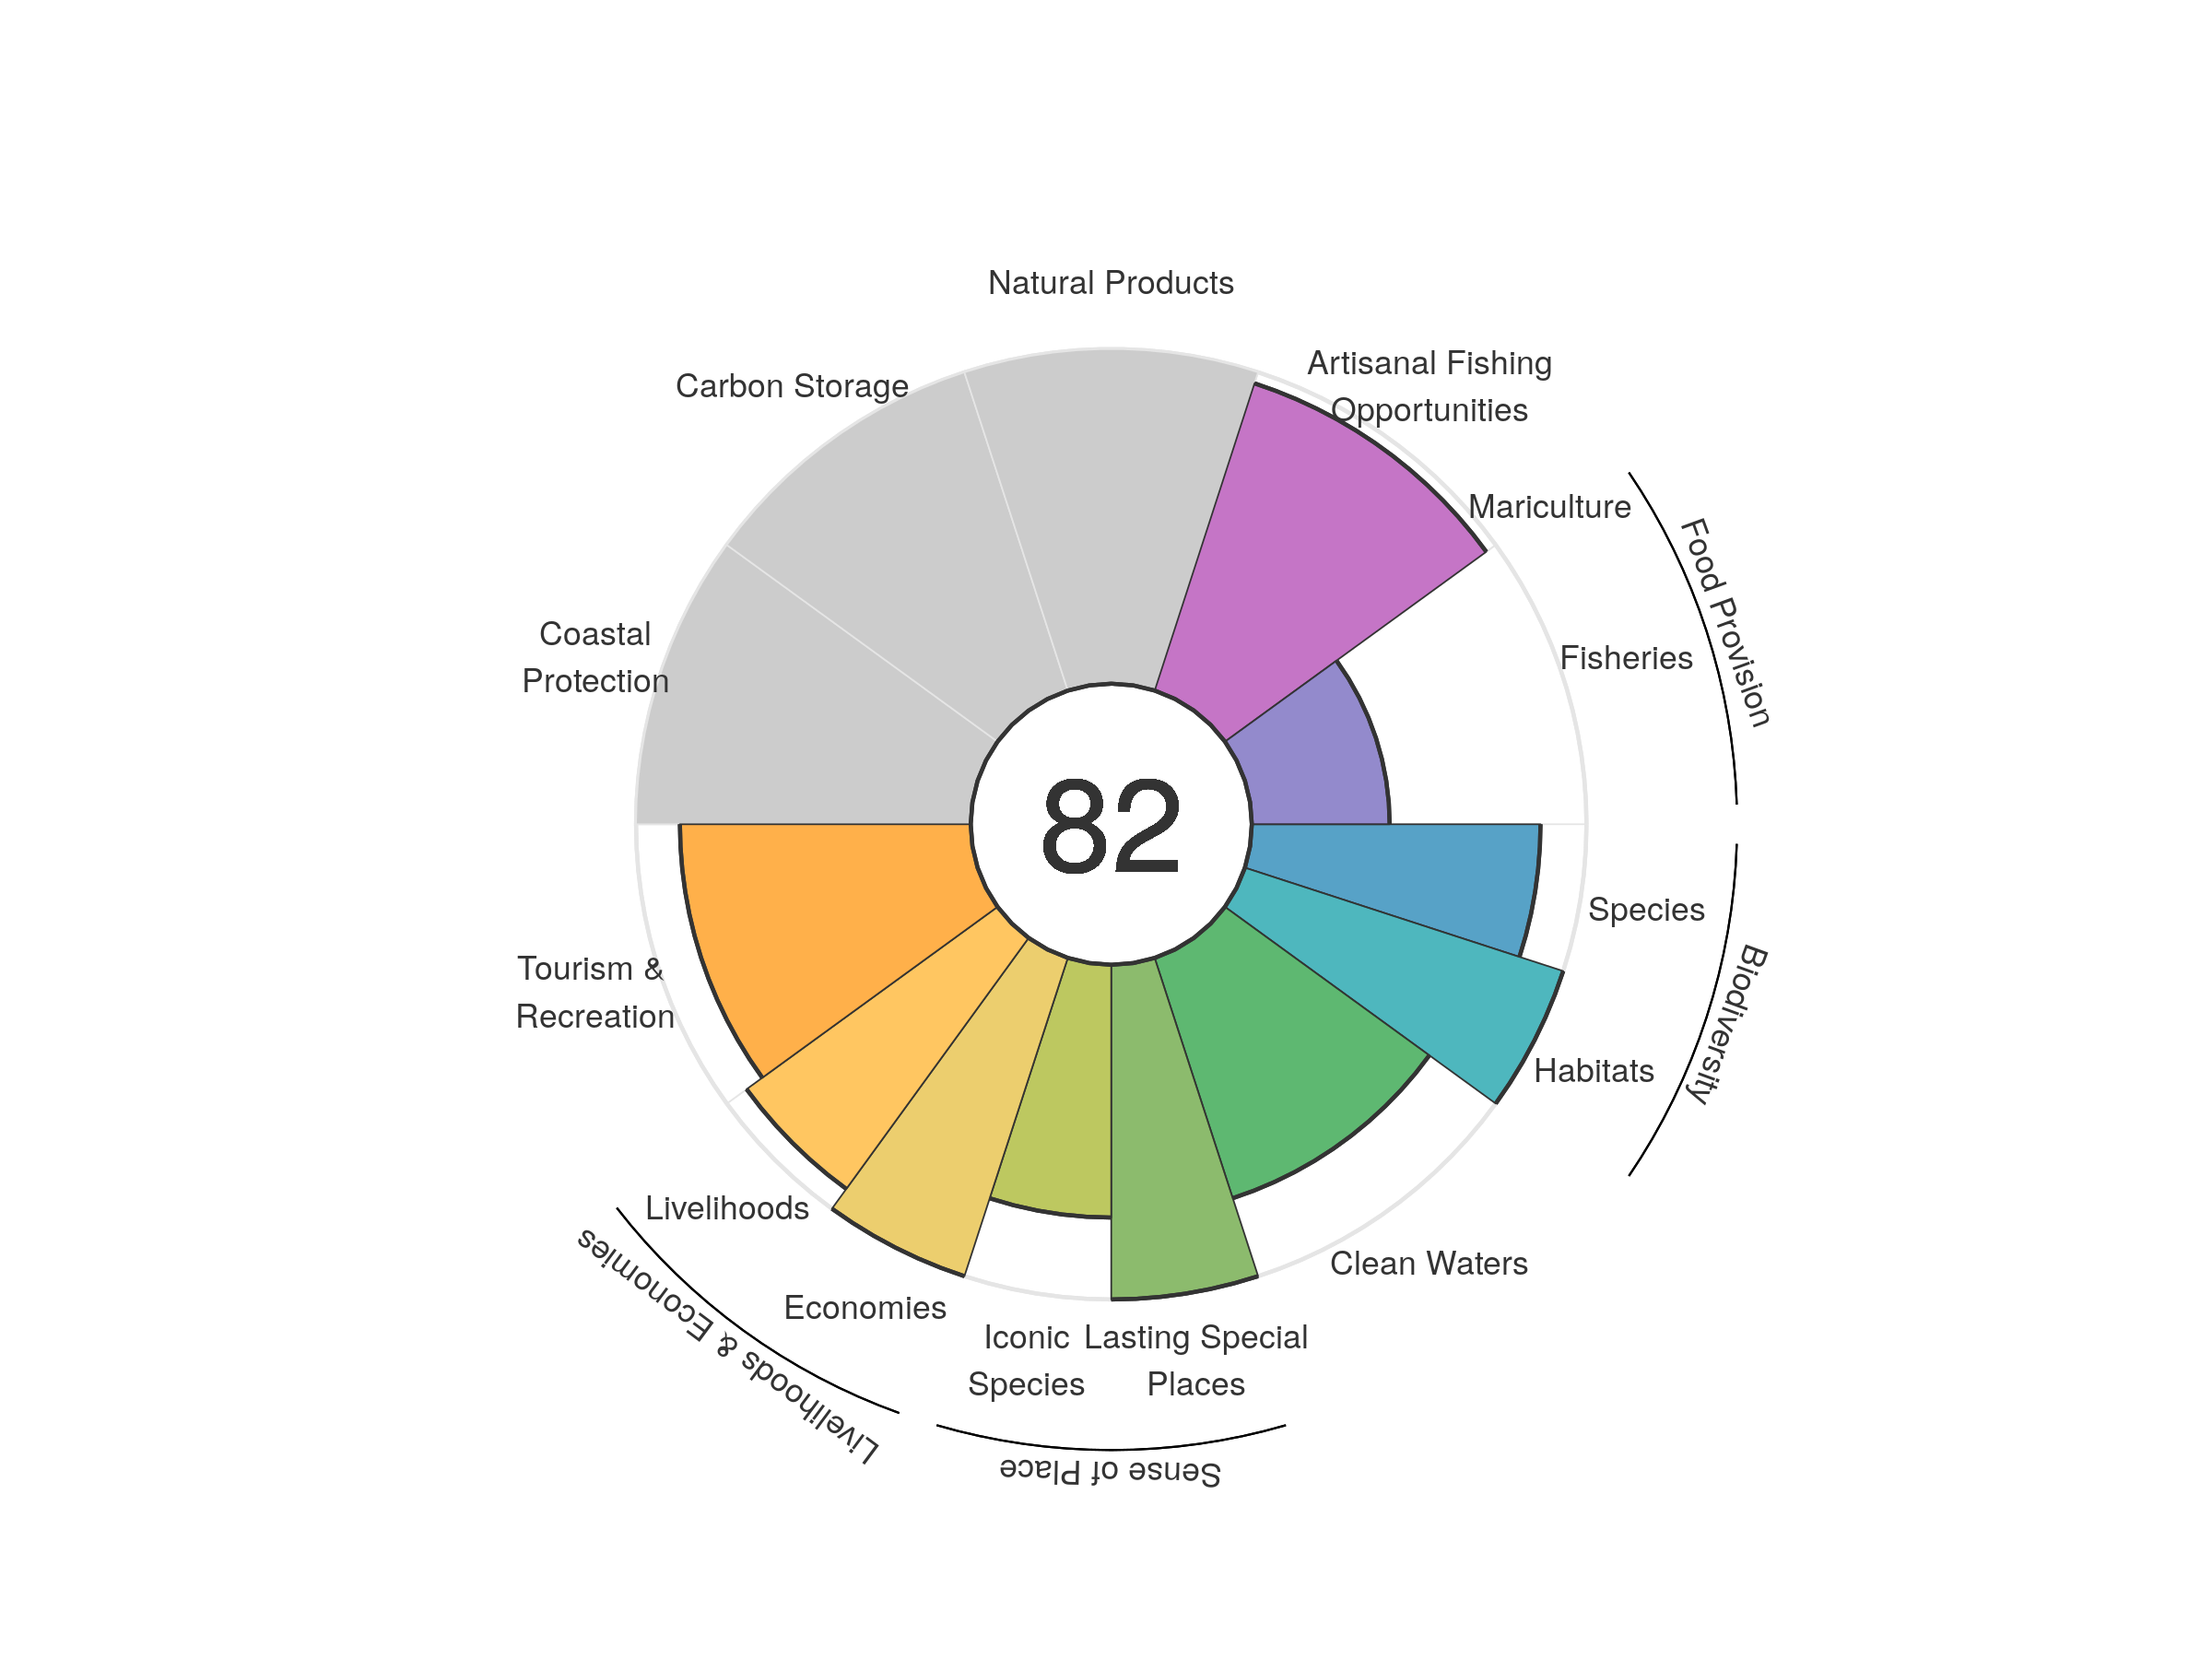 Natural Products
Artisanal Fishing
Opportunities
Carbon Storage
Mariculture
Food Provision
Fisheries
Coastal
Protection
82
Species
Biodiversity
Habitats
Tourism &
Recreation
Livelihoods
Clean Waters
Economies
Iconic
Species
Lasting Special
Places
Livelihoods & Economies
Sense of Place